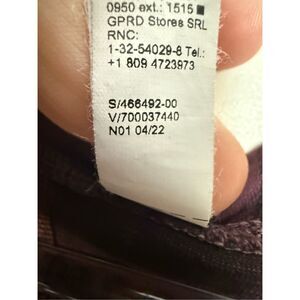 0950 ext.: 1515 ■
GPRD Stores SRL
RNC:
1-32-54029-8 Tel.:
+1 809 4723973
S/466492-00
V/700037440
N01 04/22